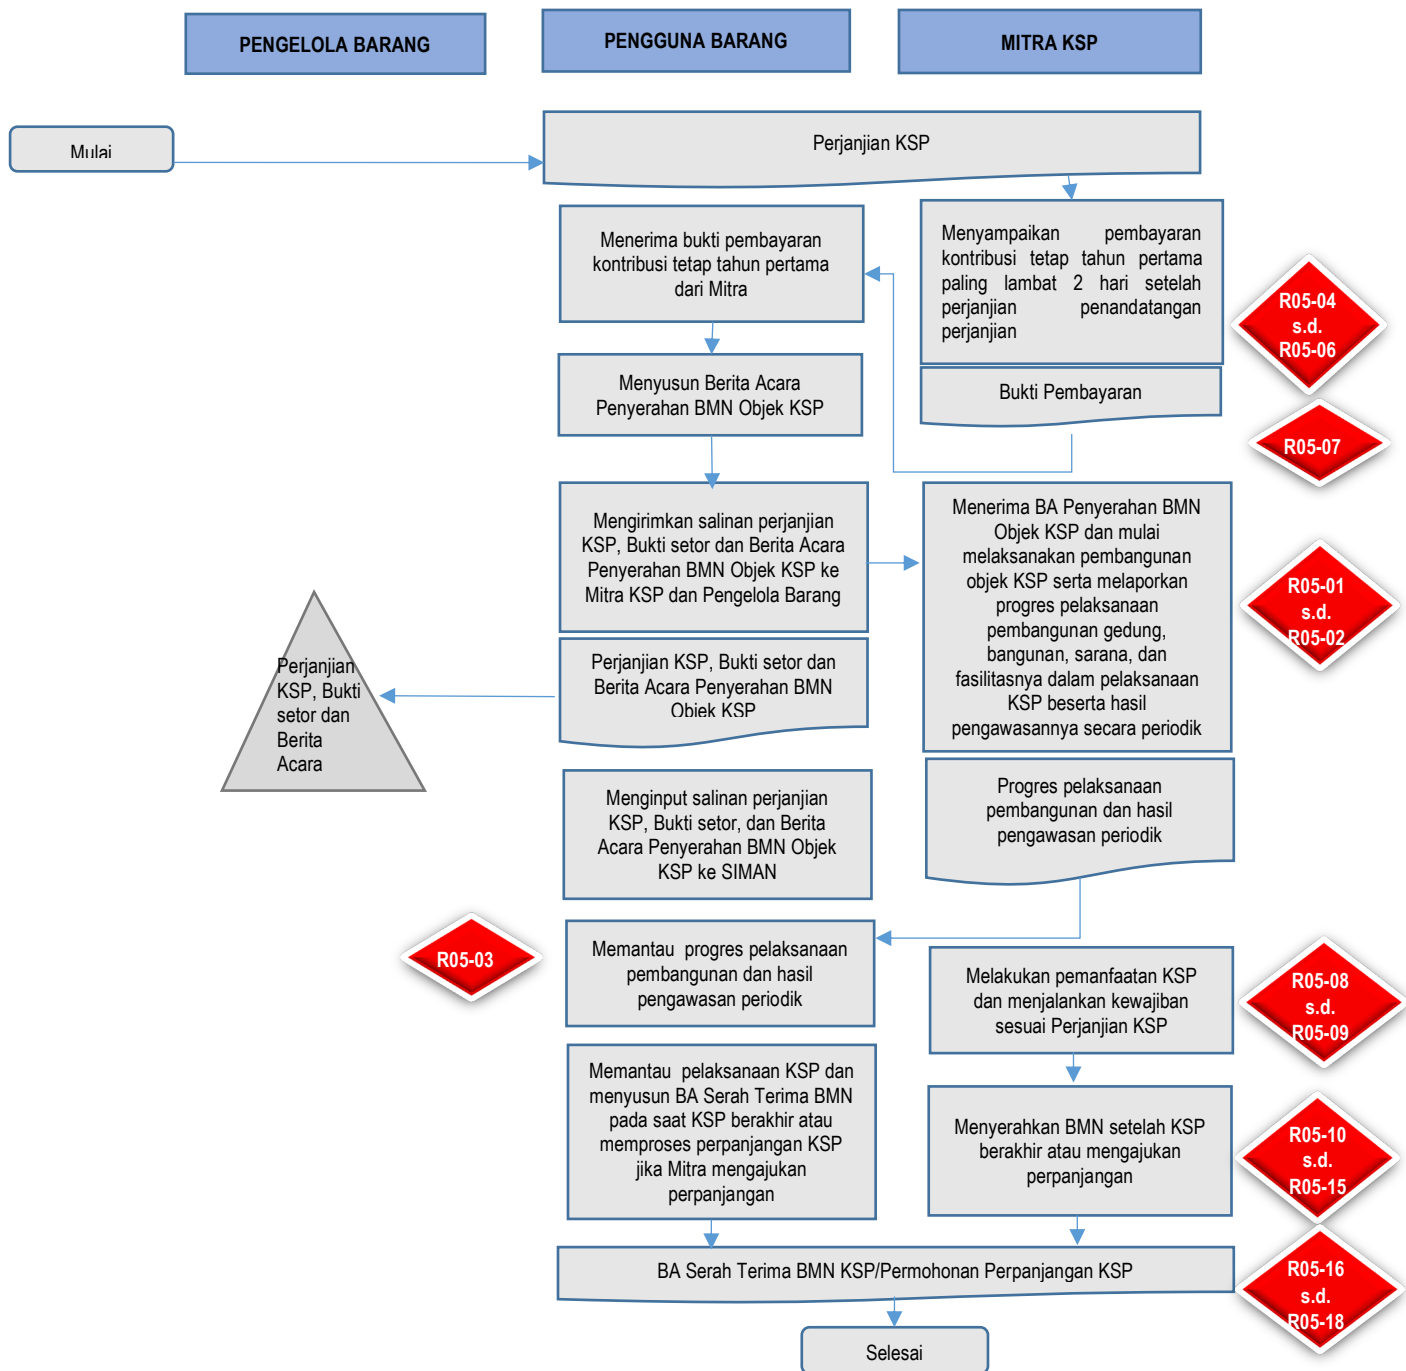 PENGELOLA BARANG
PENGGUNA BARANG
MITRA KSP
Mulai
Perjanjian KSP
Menerima bukti pembayaran
kontribusi tetap tahun pertama
dari Mitra
Menyampaikan pembayaran
kontribusi tetap tahun pertama
paling lambat 2 hari setelah
perjanjian penandatangan
perjanjian
R05-04
s.d.
R05-06
Menyusun Berita Acara
Penyerahan BMN Objek KSP
Bukti Pembayaran
R05-07
Mengirimkan salinan perjanjian
KSP, Bukti setor dan Berita Acara
Penyerahan BMN Objek KSP ke
Mitra KSP dan Pengelola Barang
Menerima BA Penyerahan BMN
Objek KSP dan mulai
melaksanakan pembangunan
objek KSP serta melaporkan
progres pelaksanaan
pembangunan gedung,
bangunan, sarana, dan
fasilitasnya dalam pelaksanaan
KSP beserta hasil
pengawasannya secara periodik
R05-01
s.d.
R05-02
Perjanjian
KSP, Bukti
setor dan
Berita
Acara
Perjanjian KSP, Bukti setor dan
Berita Acara Penyerahan BMN
Objek KSP
Menginput salinan perjanjian
KSP, Bukti setor, dan Berita
Acara Penyerahan BMN Objek
KSP ke SIMAN
Progres pelaksanaan
pembangunan dan hasil
pengawasan periodik
R05-03
Memantau progres pelaksanaan
pembangunan dan hasil
pengawasan periodik
Melakukan pemanfaatan KSP
dan menjalankan kewajiban
sesuai Perjanjian KSP
R05-08
s.d.
R05-09
Memantau pelaksanaan KSP dan
menyusun BA Serah Terima BMN
pada saat KSP berakhir atau
memproses perpanjangan KSP
jika Mitra mengajukan
perpanjangan
Menyerahkan BMN setelah KSP
berakhir atau mengajukan
perpanjangan
R05-10
s.d.
R05-15
BA Serah Terima BMN KSP/Permohonan Perpanjangan KSP
R05-16
s.d.
R05-18
Selesai